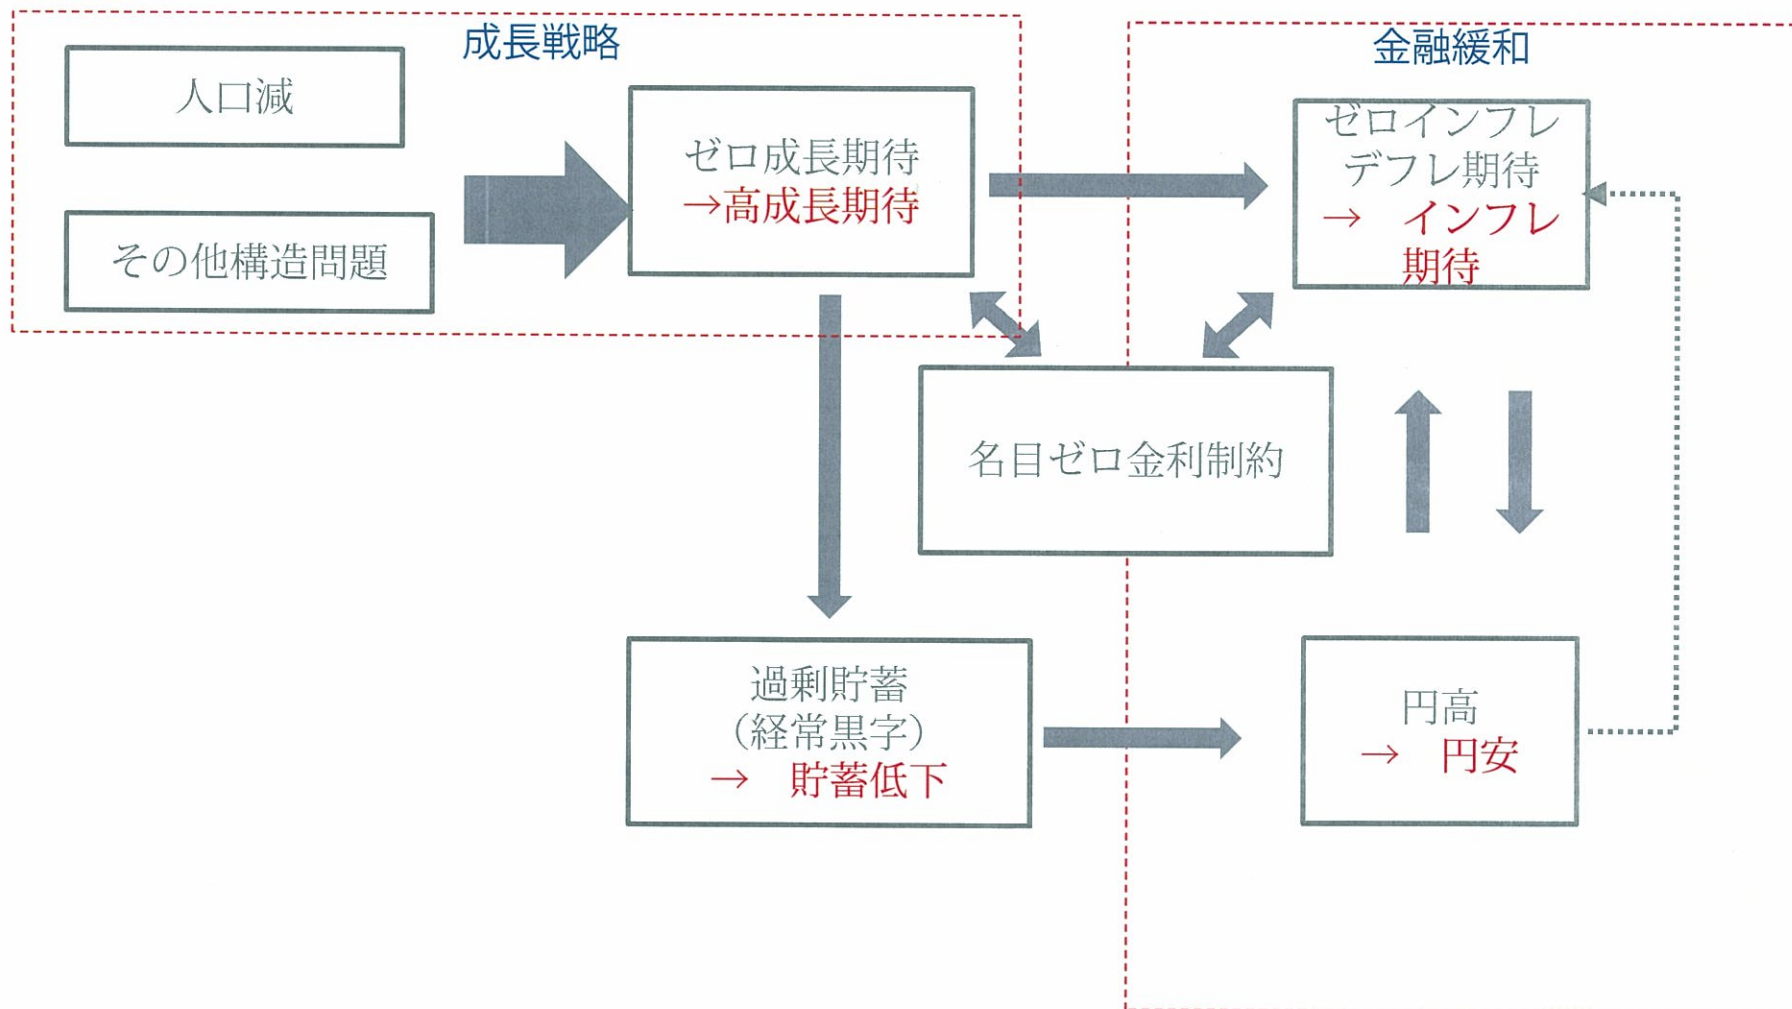 成長戦略
人口減
その他構造問題
ゼロ成長期待
→高成長期待
金融緩和
ゼロインフレ
デフレ期待
→　インフレ
期待
名目ゼロ金利制約
過剰貯蓄
（経常黒字）
→　貯蓄低下
円高
→　円安